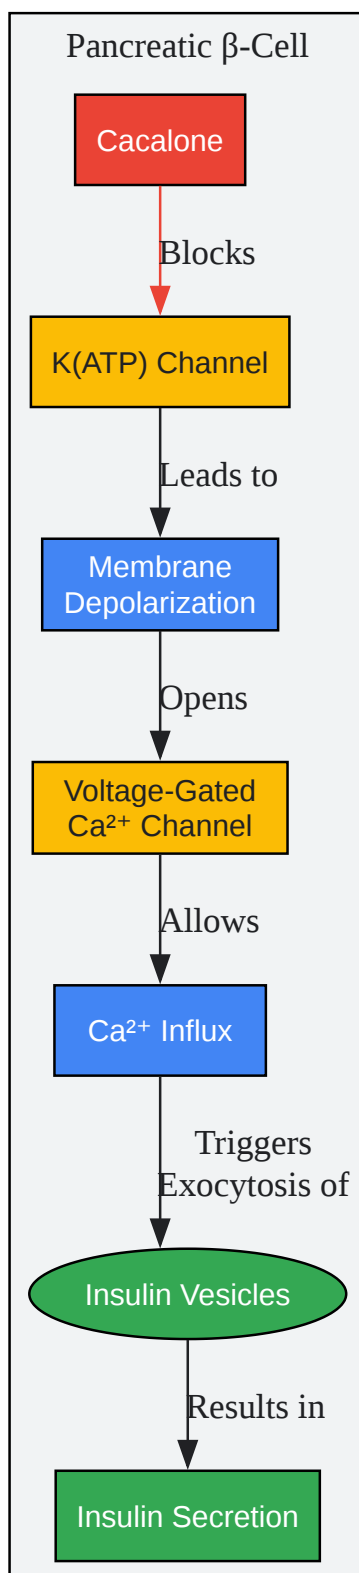 Pancreatic β-Cell
Cacalone
Blocks
K(ATP) Channel
Leads to
Membrane
Depolarization
Opens
Voltage-Gated
Ca²⁺ Channel
Allows
Ca²⁺ Influx
Triggers
Exocytosis of
Insulin Vesicles
Results in
Insulin Secretion